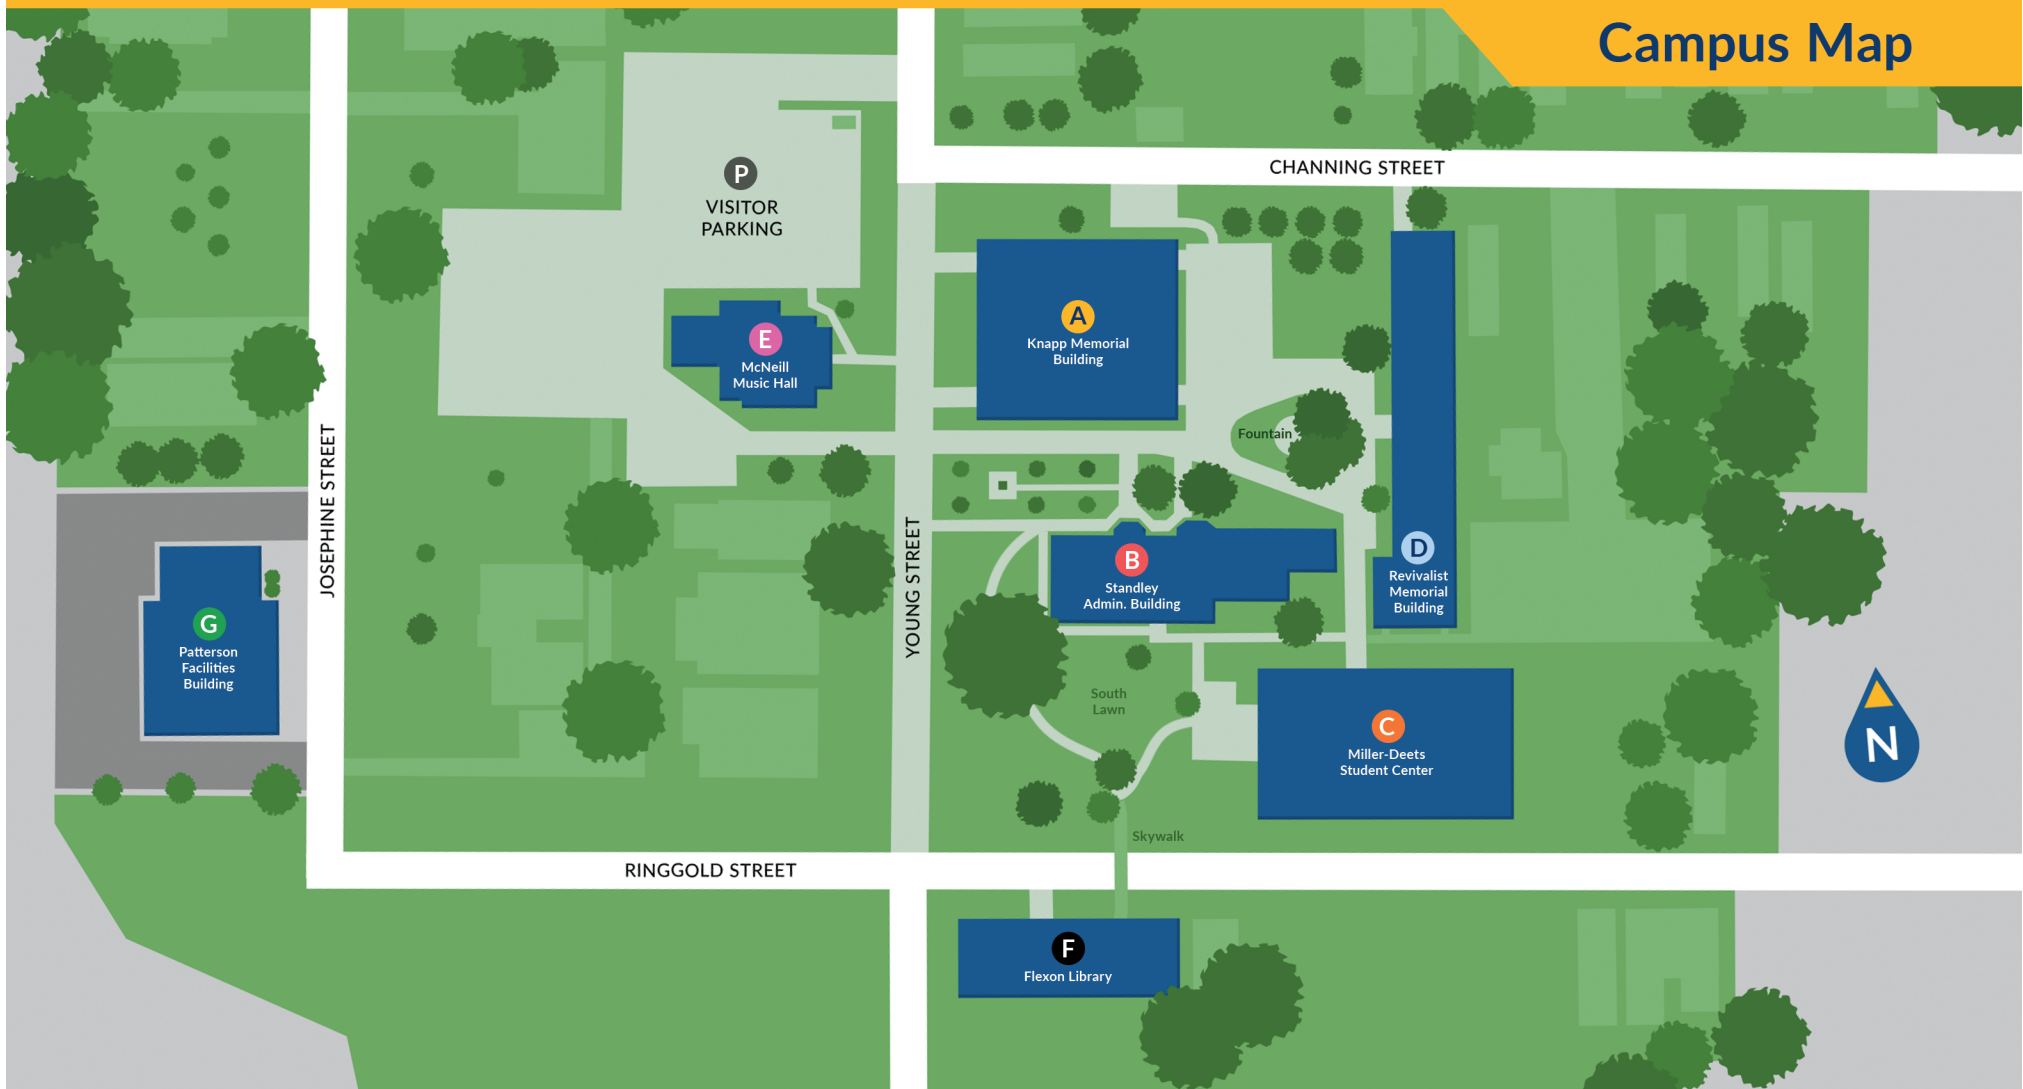 Campus Map
CHANNING STREET
P
VISITOR
PARKING
A
Knapp Memorial
Building
E
McNeill
Music Hall
Fountain
JOSEPHINE STREET
YOUNG STREET
B
Standley
Admin. Building
D
Revivalist
Memorial
Building
G
Patterson
Facilities
Building
South
Lawn
C
Miller-Deets
Student Center
N
Skywalk
RINGGOLD STREET
F
Flexon Library